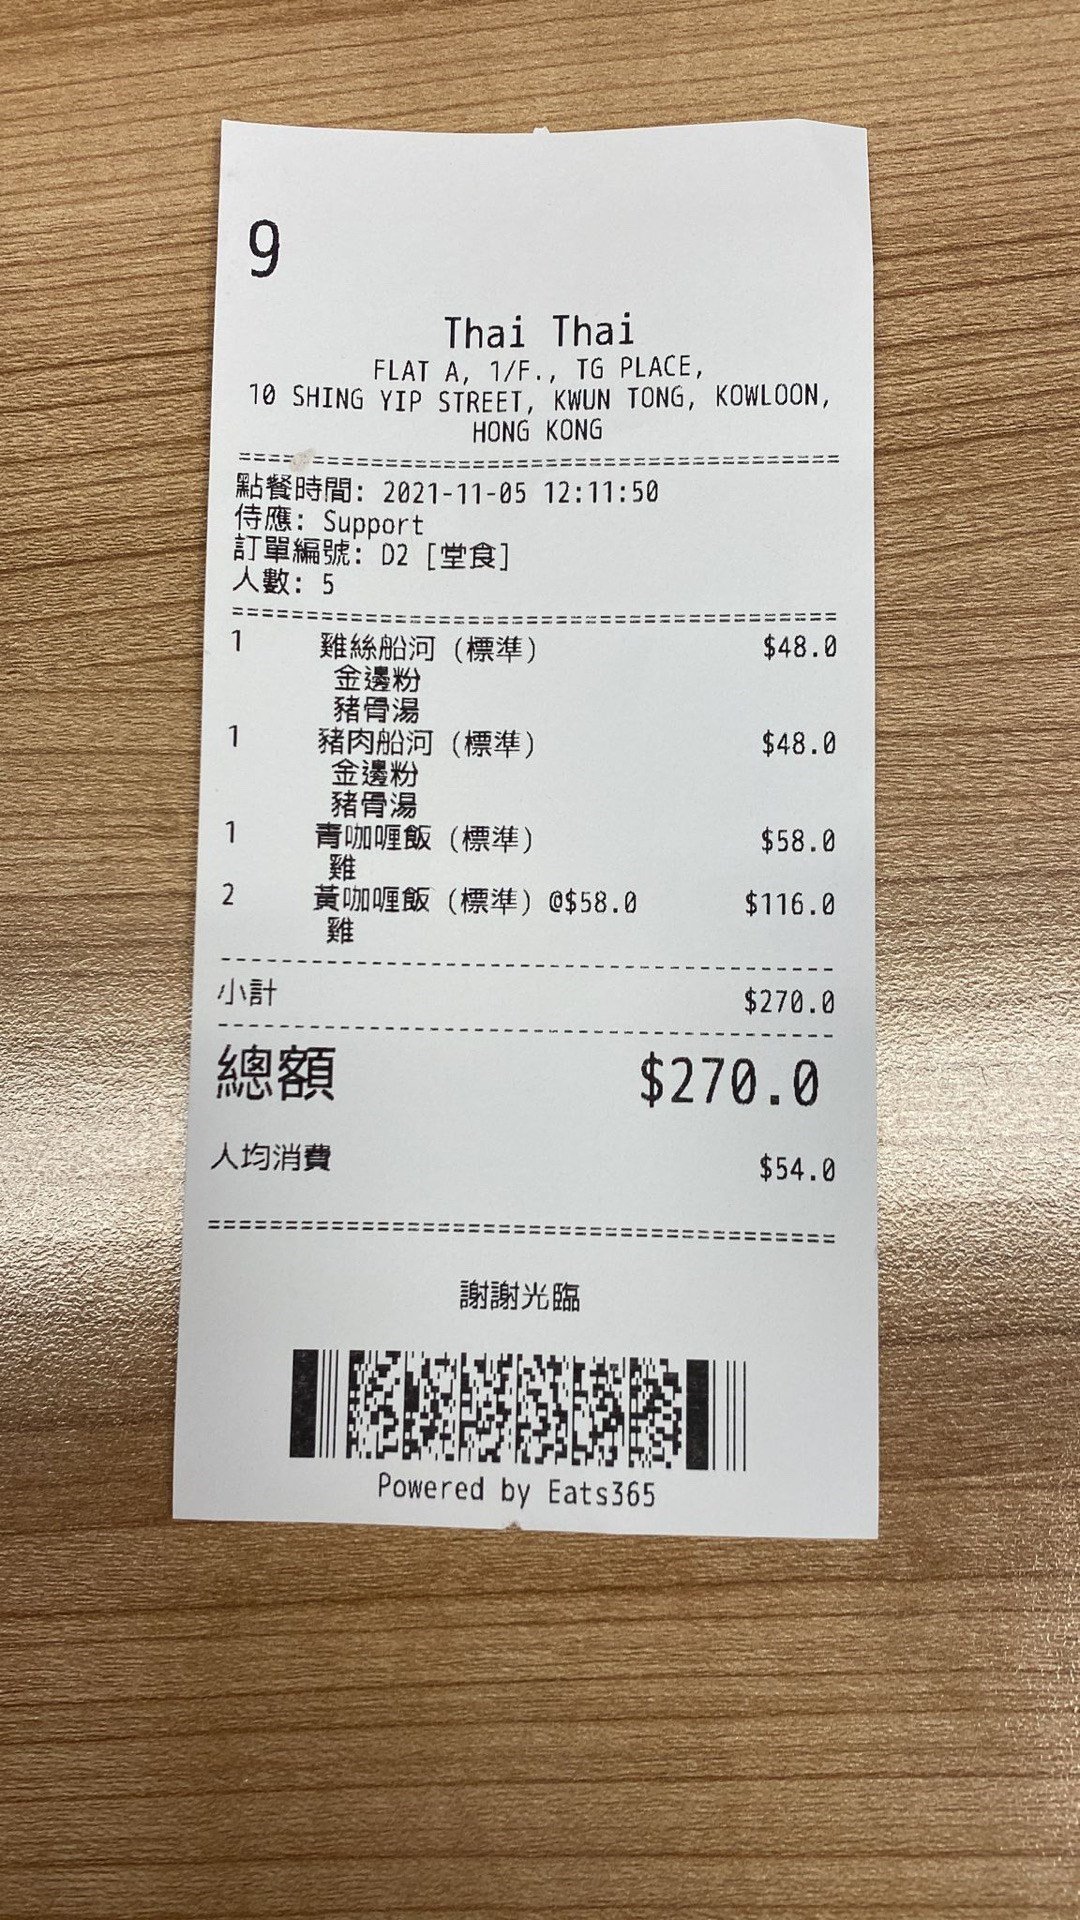 9
Thai Thai
FLAT A, 1/F., TG PLACE,
10 SHING YIP STREET, KWUN TONG, KOWLOON,
HONG KONG
========================================
點餐時間: 2021-11-05 12:11:50
侍應: Support
訂單編號: D2 [堂食]
人數: 5
========================================
1 雞絲船河 (標準) $48.0
金邊粉
豬骨湯
1 豬肉船河 (標準) $48.0
金邊粉
豬骨湯
1 青咖喱飯 (標準) $58.0
雞
2 黃咖喱飯 (標準) @$58.0 $116.0
雞
----------------------------------------
小計 $270.0
----------------------------------------
總額 $270.0
人均消費 $54.0
========================================
謝謝光臨
Powered by Eats365